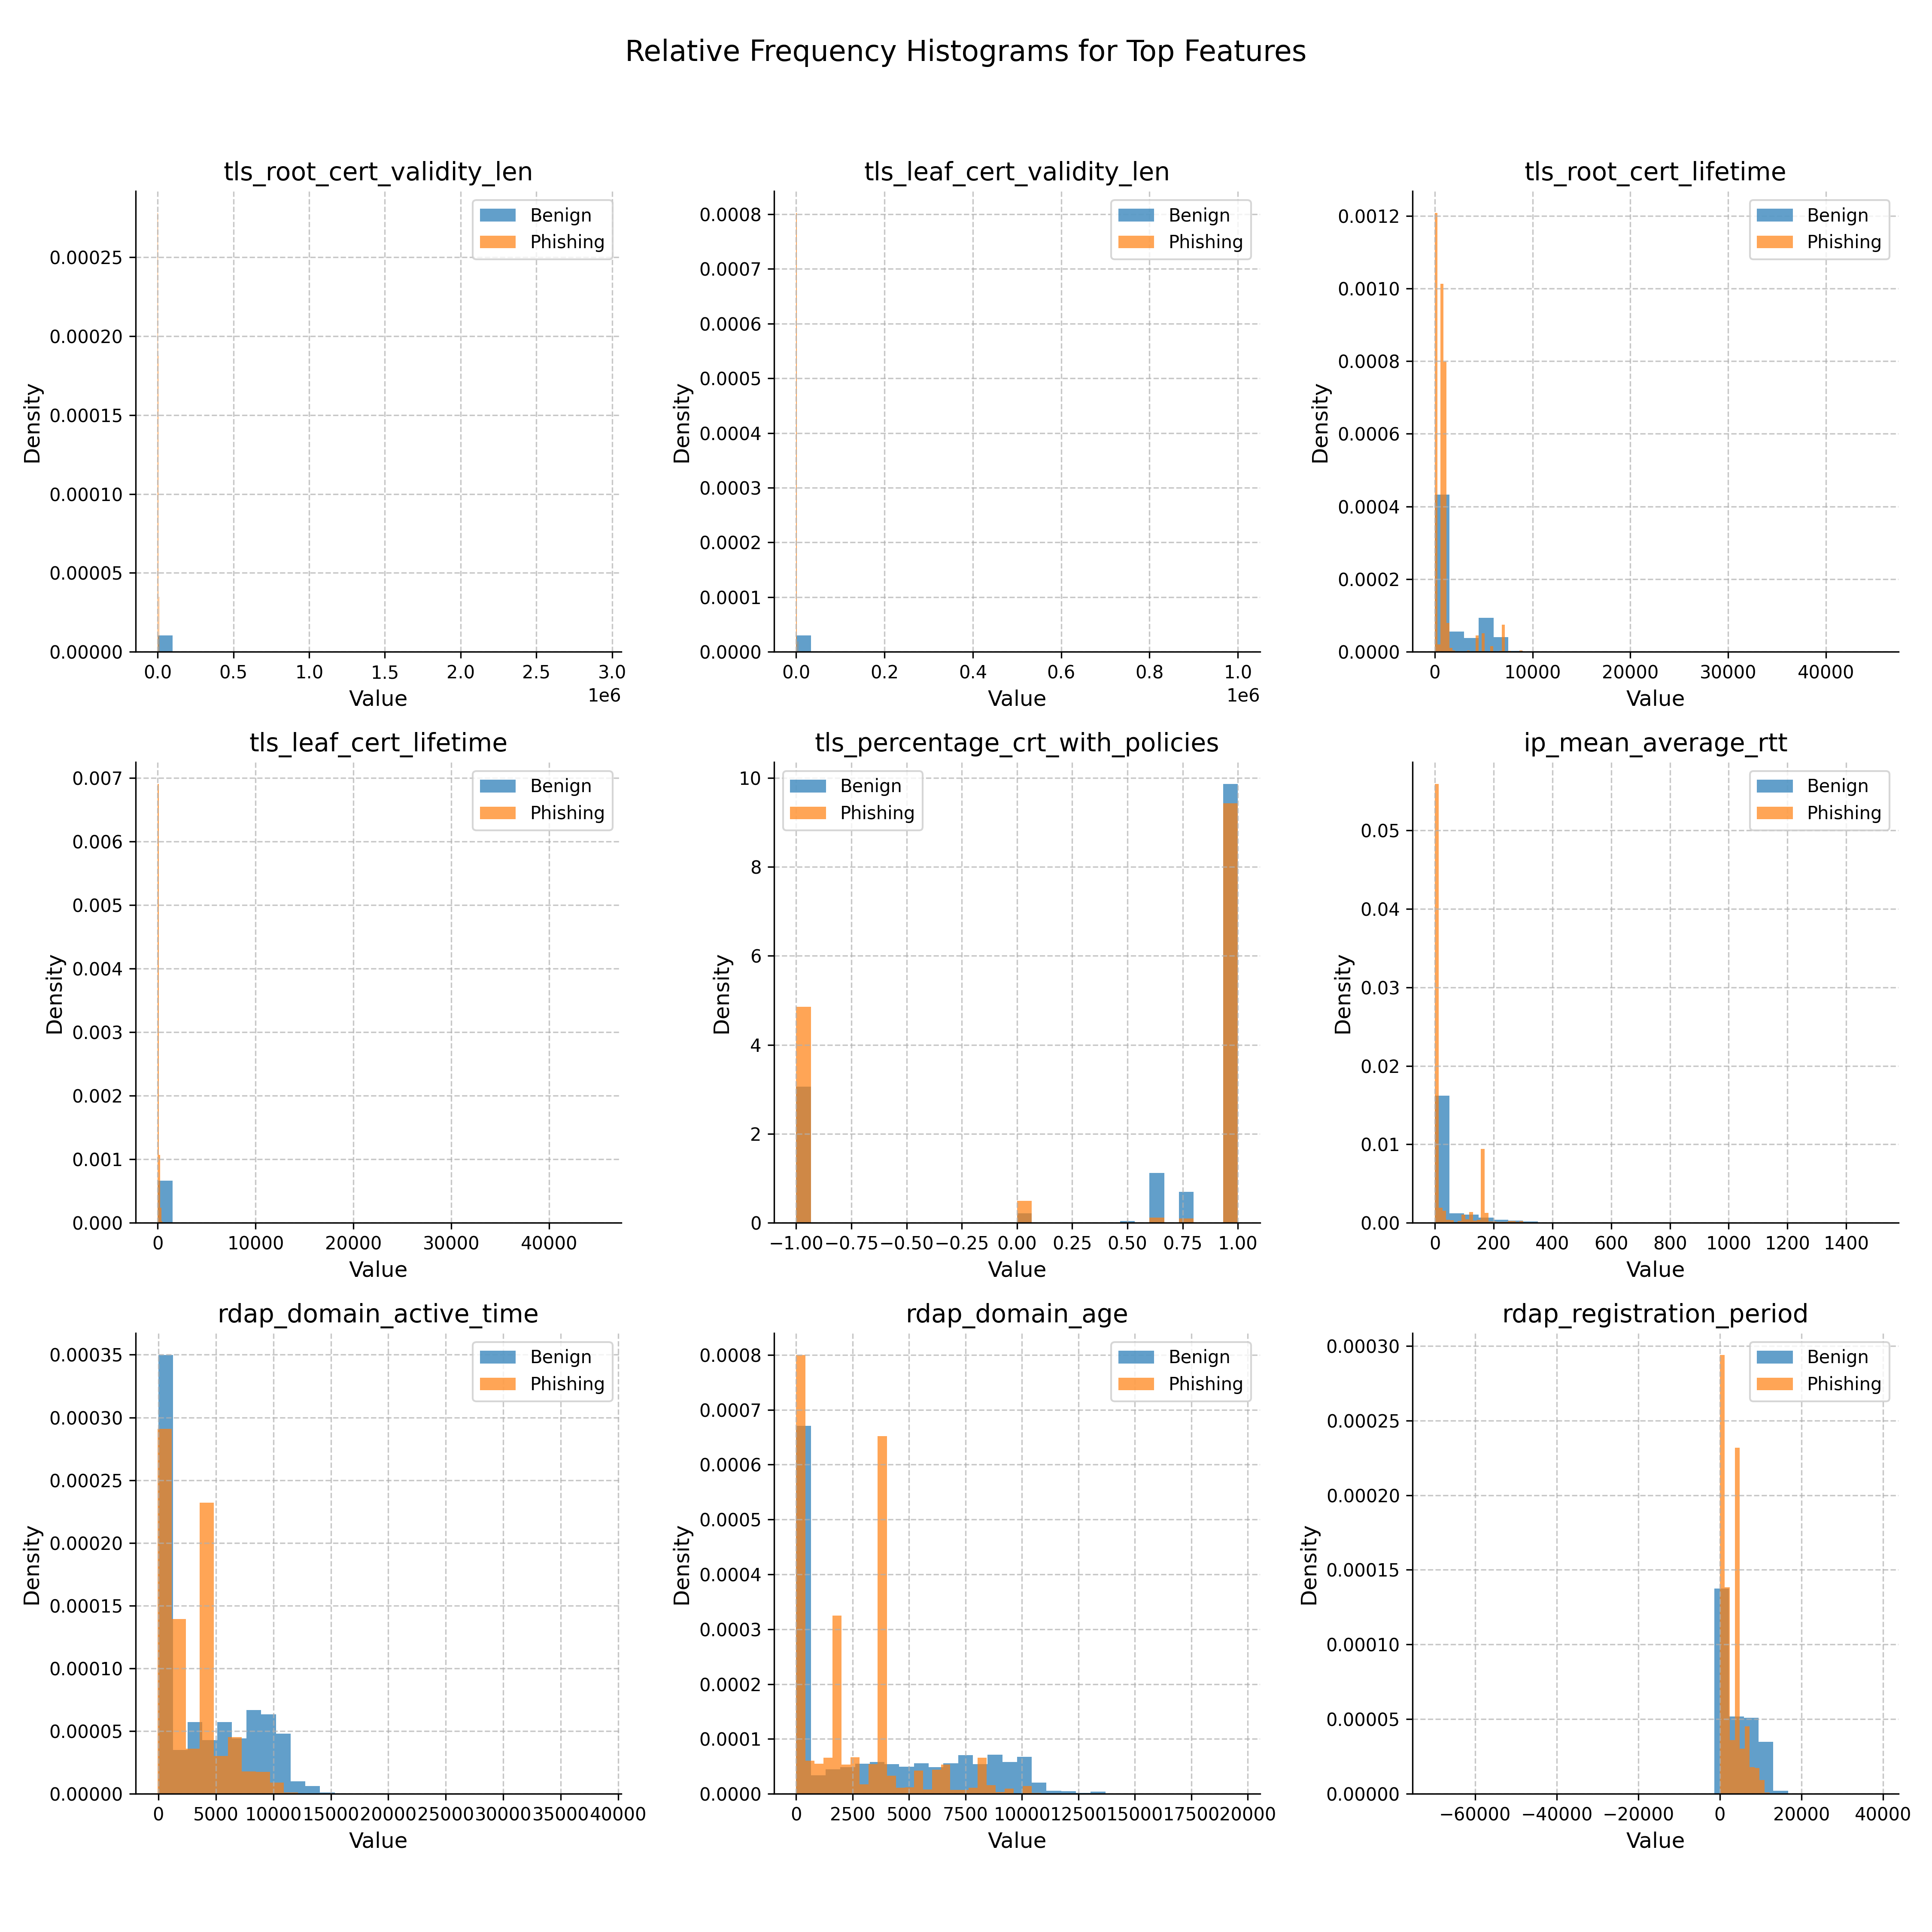 Relative Frequency Histograms for Top Features
tls_root_cert_validity_len
Density
0.00025
0.00020
0.00015
0.00010
0.00005
0.00000
0.0 0.5 1.0 1.5 2.0 2.5 3.0
1e6
Value
Benign
Phishing
tls_leaf_cert_validity_len
Density
0.0008
0.0007
0.0006
0.0005
0.0004
0.0003
0.0002
0.0001
0.0000
0.0 0.2 0.4 0.6 0.8 1.0
1e6
Value
Benign
Phishing
tls_root_cert_lifetime
Density
0.0012
0.0010
0.0008
0.0006
0.0004
0.0002
0.0000
0 10000 20000 30000 40000
Value
Benign
Phishing
tls_leaf_cert_lifetime
Density
0.007
0.006
0.005
0.004
0.003
0.002
0.001
0.000
0 10000 20000 30000 40000
Value
Benign
Phishing
tls_percentage_crt_with_policies
Density
10
8
6
4
2
0
−1.00 −0.75 −0.50 −0.25 0.00 0.25 0.50 0.75 1.00
Value
Benign
Phishing
ip_mean_average_rtt
Density
0.05
0.04
0.03
0.02
0.01
0.00
0 200 400 600 800 1000 1200 1400
Value
Benign
Phishing
rdap_domain_active_time
Density
0.00035
0.00030
0.00025
0.00020
0.00015
0.00010
0.00005
0.00000
0 5000 10000 15000 20000 25000 30000 35000 40000
Value
Benign
Phishing
rdap_domain_age
Density
0.0008
0.0007
0.0006
0.0005
0.0004
0.0003
0.0002
0.0001
0.0000
0 2500 5000 7500 10000 12500 15000 17500 20000
Value
Benign
Phishing
rdap_registration_period
Density
0.00030
0.00025
0.00020
0.00015
0.00010
0.00005
0.00000
−60000 −40000 −20000 0 20000 40000
Value
Benign
Phishing